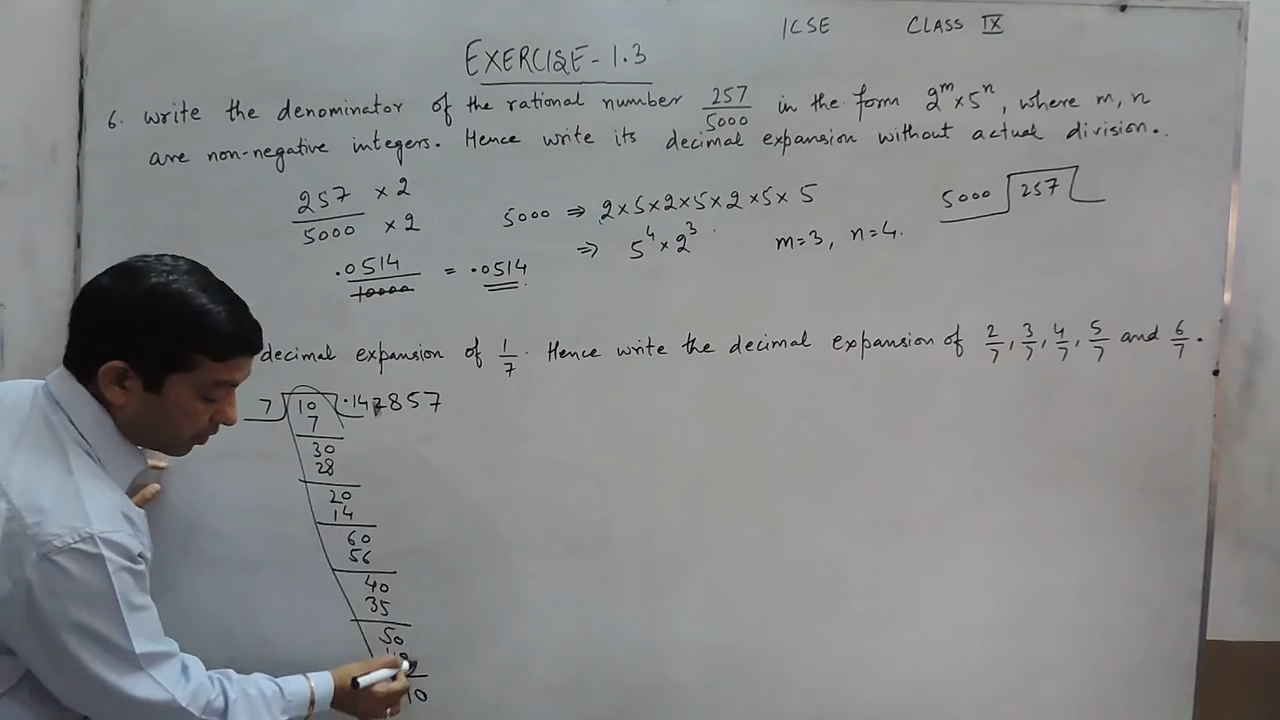 ICSE CLASS IX
EXERCISE-1.3
6. Write the denominator of the rational number 257/5000 in the form 2^m × 5^n, where m, n
are non-negative integers. Hence write its decimal expansion without actual division.
257 × 2
5000 × 2
5000 ⇒ 2×5×2×5×2×5×5
5000 257
⇒ 5^4 × 2^3
m=3, n=4.
.0514/10000 = .0514
decimal expansion of 1/7. Hence write the decimal expansion of 2/7, 3/7, 4/7, 5/7 and 6/7.
7 10 .142857
7
30
28
20
14
60
56
40
35
50
10